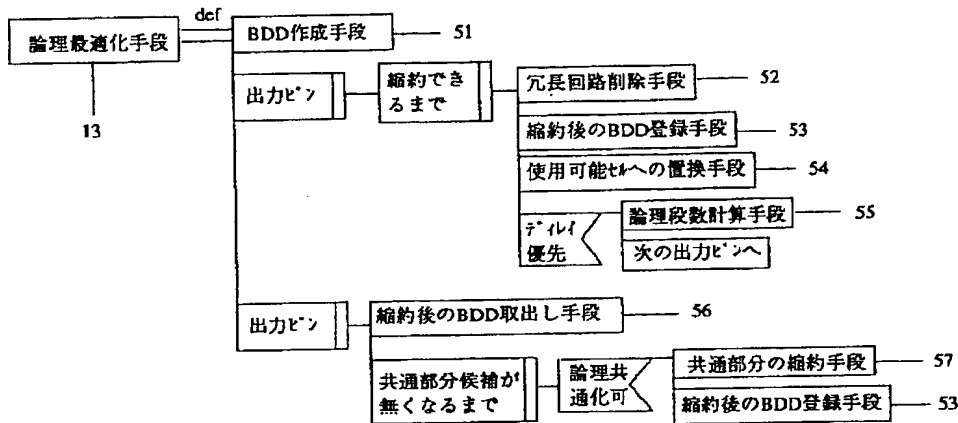 def
論理最適化手段
13
BDD作成手段
51
出力ピン
縮約でき
るまで
冗長回路削除手段
52
縮約後のBDD登録手段
53
使用可能セルへの置換手段
54
ディレイ
優先
論理段数計算手段
55
次の出力ピンへ
出力ピン
縮約後のBDD取出し手段
56
共通部分候補が
無くなるまで
論理共
通化可
共通部分の縮約手段
57
縮約後のBDD登録手段
53